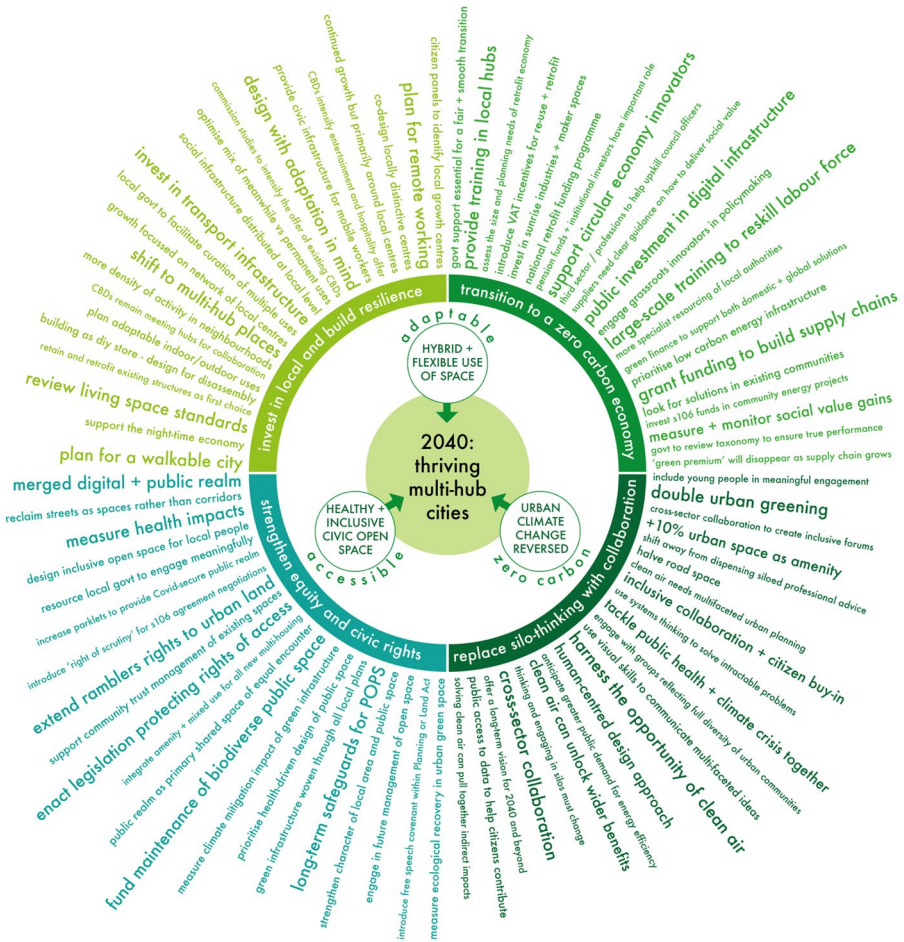 2040:
thriving
multi-hub
cities
adaptable
HYBRID +
FLEXIBLE USE
OF SPACE
accessible
HEALTHY +
INCLUSIVE
CIVIC OPEN
SPACE
zero carbon
URBAN
CLIMATE
CHANGE
REVERSED
invest in local and build resilience
plan for a walkable city
support the night-time economy
review living space standards
retain and retrofit existing structures as first choice
building as diy store - design for disassembly
plan adaptable indoor/outdoor uses
CBDs remain meeting hubs for collaboration
more density of activity in neighbourhoods
shift to multi-hub places
growth focussed on network of local centres
local govt to facilitate curation of multiple uses
invest in transport infrastructure
social infrastructure distributed at local level
optimise mix of meanwhile vs permanent uses
commission studies to intensify the offer of existing CBDs
design with adaptation in mind
provide civic infrastructure for mobile workers
CBDs intensify entertainment and hospitality offer
continued growth but primarily around local centres
co-design locally distinctive centres
plan for remote working
citizen panels to identify local growth centres
transition to a zero carbon economy
govt support essential for a fair + smooth transition
provide training in local hubs
assess the size and planning needs of retrofit economy
introduce VAT incentives for re-use + retrofit
invest in sunrise industries + maker spaces
national retrofit funding programme
pension funds + institutional investors have important role
support circular economy innovators
third sector / professions to help upskill council officers
suppliers need clear guidance on how to deliver social value
public investment in digital infrastructure
engage grassroots innovators in policymaking
large-scale training to reskill labour force
more specialist resourcing of local authorities
green finance to support both domestic + global solutions
prioritise low carbon energy infrastructure
grant funding to build supply chains
look for solutions in existing communities
invest s106 funds in community energy projects
measure + monitor social value gains
govt to review taxonomy to ensure true performance
'green premium' will disappear as supply chain grows
replace silo-thinking with collaboration
include young people in meaningful engagement
double urban greening
cross-sector collaboration to create inclusive forums
+10% urban space as amenity
shift away from dispensing siloed professional advice
halve road space
clean air needs multifaceted urban planning
inclusive collaboration + citizen buy-in
use systems thinking to solve intractable problems
tackle public health + climate crisis together
engage with groups reflecting full diversity of urban communities
use visual skills to communicate multi-faceted ideas
harness the opportunity of clean air
human-centred design approach
anticipate greater public demand for energy efficiency
clean air can unlock wider benefits
thinking and engaging in silos must change
cross-sector collaboration
offer a long-term vision for 2040 and beyond
public access to data to help citizens contribute
solving clean air can pull together indirect impacts
strengthen equity and civic rights
merged digital + public realm
reclaim streets as spaces rather than corridors
measure health impacts
design inclusive open space for local people
resource local govt to engage meaningfully
increase parklets to provide Covid-secure public realm
introduce 'right of scrutiny' for s106 agreement negotiations
extend ramblers rights to urban land
support community trust management of existing spaces
enact legislation protecting rights of access
integrate amenity + mixed use for all new multi-housing
public realm as primary shared space of equal encounter
fund maintenance of biodiverse public space
measure climate mitigation impact of green infrastructure
prioritise health-driven design of public space
green infrastructure woven through all local plans
long-term safeguards for POPS
strengthen character of local area and public space
engage in future management of open space
introduce free speech covenant within Planning or Land Act
measure ecological recovery in urban green space